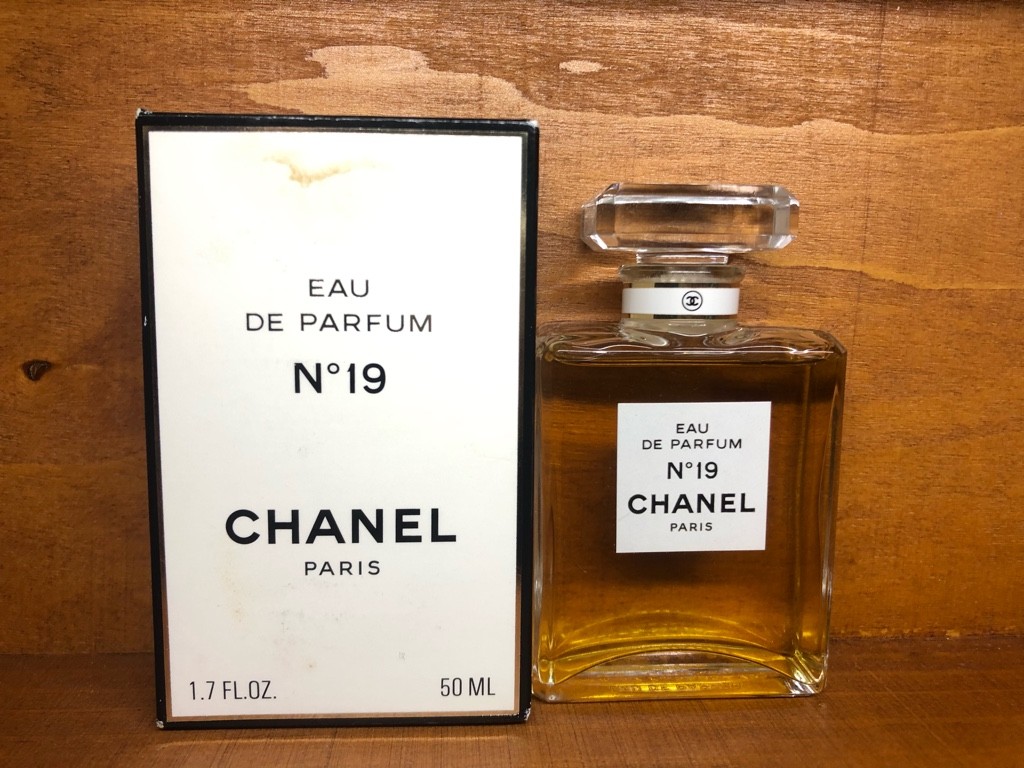 EAU
DE PARFUM
N°19
CHANEL
PARIS
1.7 FL.OZ. 50 ML
EAU
DE PARFUM
N°19
CHANEL
PARIS